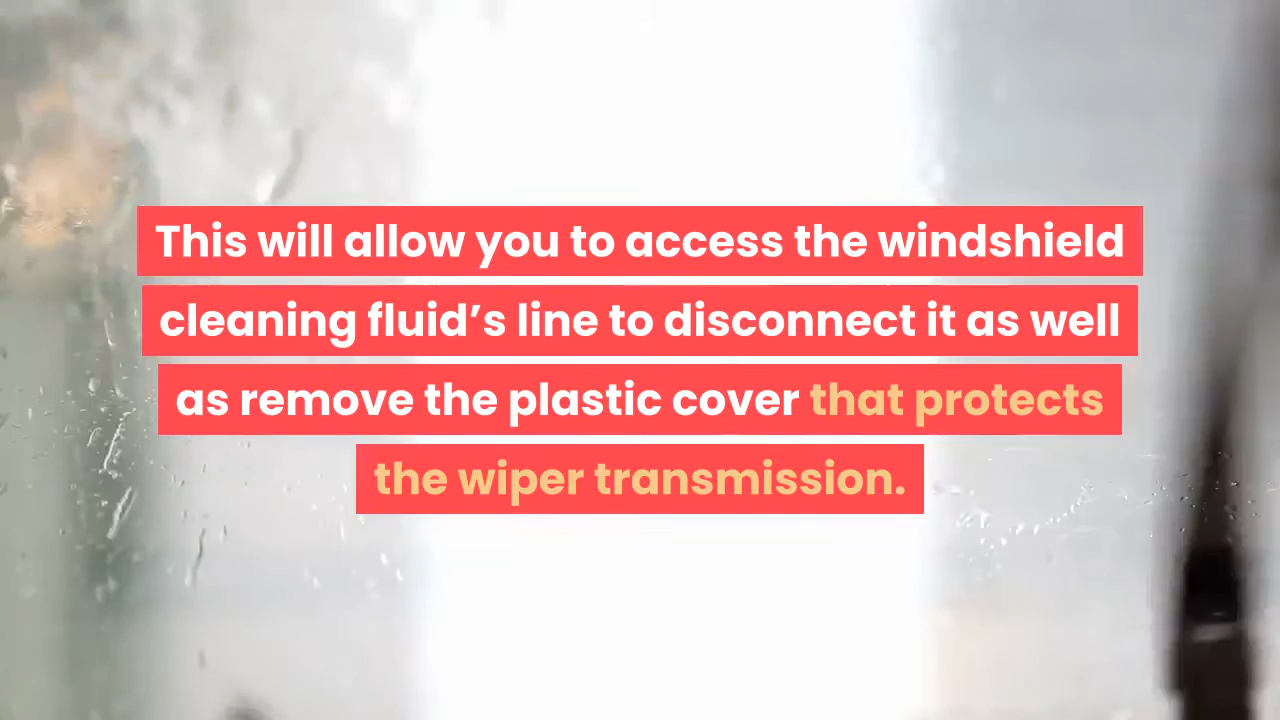 This will allow you to access the windshield
cleaning fluid’s line to disconnect it as well
as remove the plastic cover that protects
the wiper transmission.